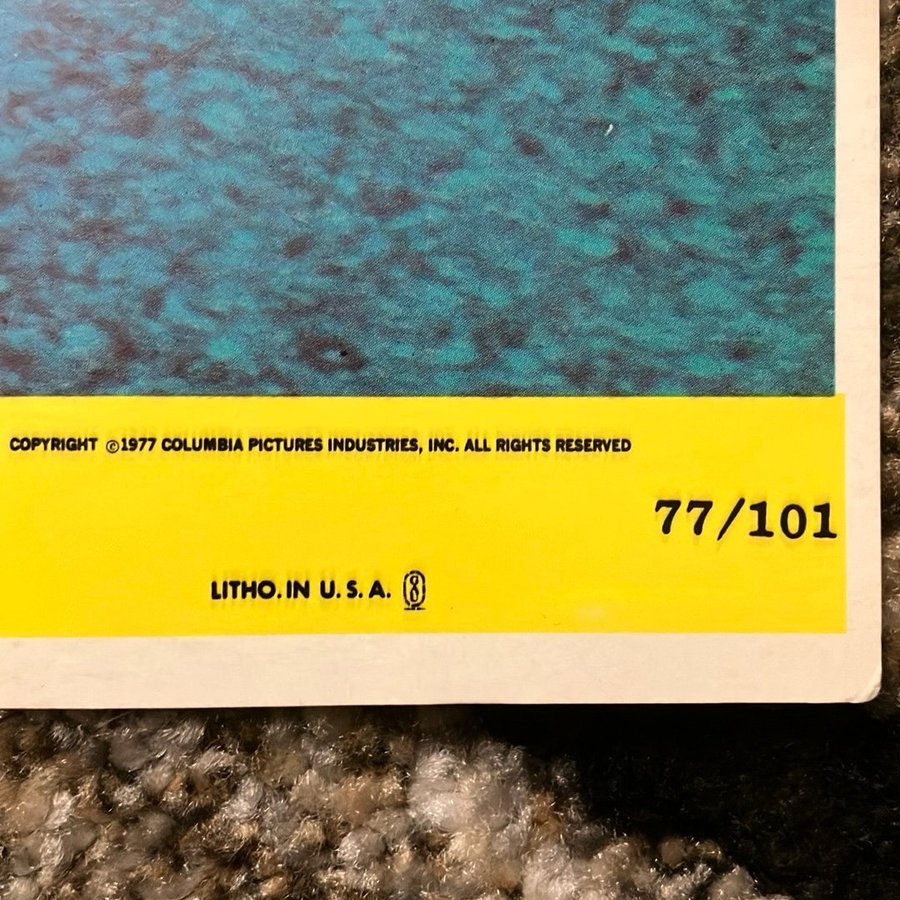 COPYRIGHT ©1977 COLUMBIA PICTURES INDUSTRIES, INC. ALL RIGHTS RESERVED
77/101
LITHO. IN U. S. A.